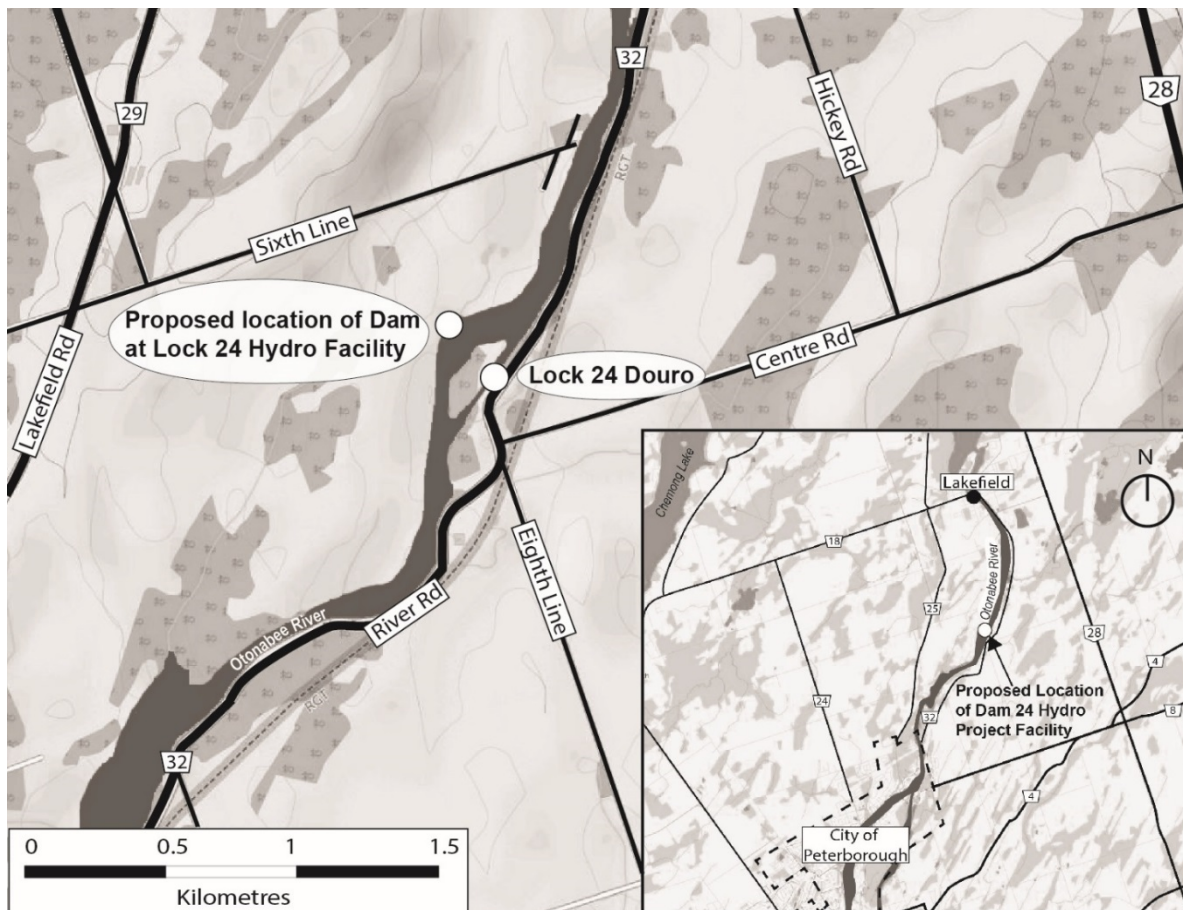 32
29
Hickey Rd
28
RGT
Sixth Line
Proposed location of Dam
at Lock 24 Hydro Facility
Lock 24 Douro
Centre Rd
Lakefield Rd
Eighth Line
River Rd
Otonabee River
RGT
32
0 0.5 1 1.5
Kilometres
Chemong Lake
Lakefield
N
18
Otonabee River
25
28
4
24
Proposed Location
of Dam 24 Hydro
Project Facility
32
8
4
City of
Peterborough